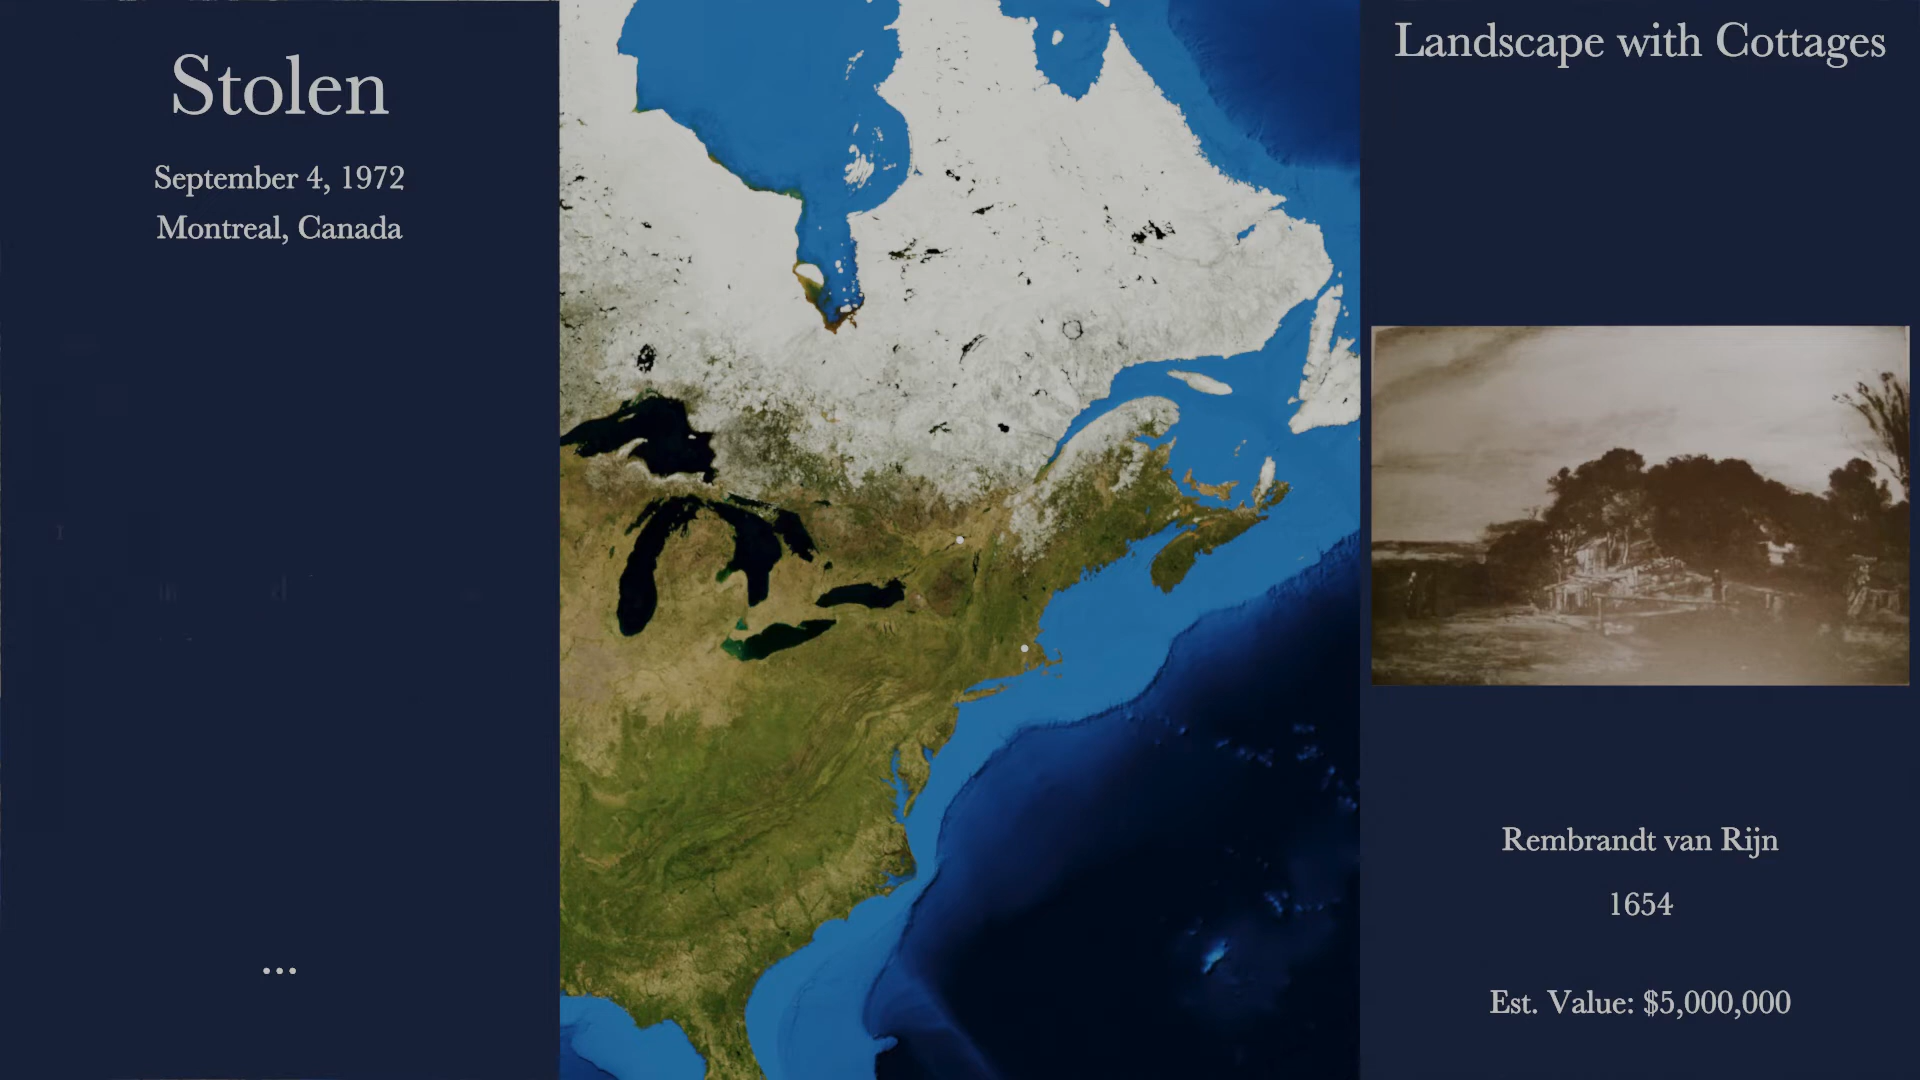 Stolen
September 4, 1972
Montreal, Canada
...
Landscape with Cottages
Rembrandt van Rijn
1654
Est. Value: $5,000,000